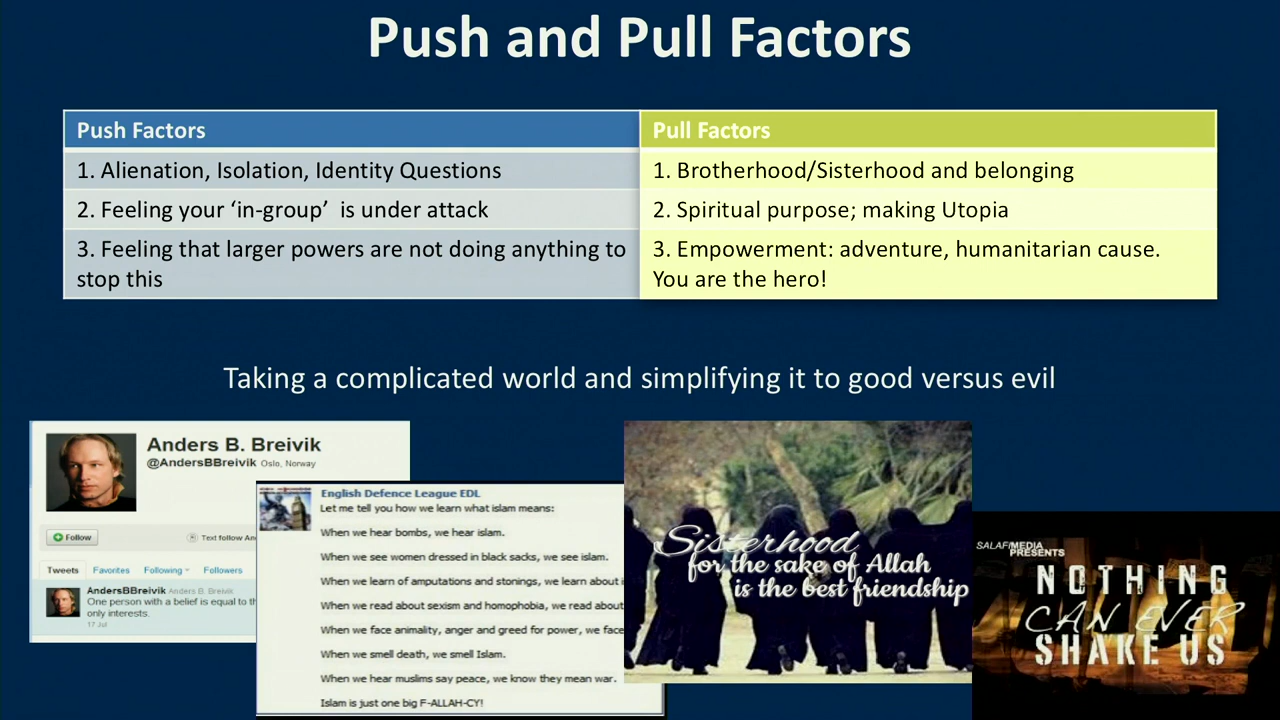 Push and Pull Factors
Push Factors
Pull Factors
1. Alienation, Isolation, Identity Questions
1. Brotherhood/Sisterhood and belonging
2. Feeling your ‘in-group’  is under attack
2. Spiritual purpose; making Utopia
3. Feeling that larger powers are not doing anything to
stop this
3. Empowerment: adventure, humanitarian cause.
You are the hero!
Taking a complicated world and simplifying it to good versus evil
Anders B. Breivik
@AndersBBreivik Oslo, Norway
Follow
Text follow
Tweets Favorites Following Followers
AndersBBreivik Anders B. Breivik
One person with a belief is equal to
only interests.
17 Jul
English Defence League EDL
Let me tell you how we learn what islam means:
When we hear bombs, we hear islam.
When we see women dressed in black sacks, we see islam.
When we learn of amputations and stonings, we learn about
When we read about sexism and homophobia, we read about
When we face animality, anger and greed for power, we face
When we smell death, we smell Islam.
When we hear muslims say peace, we know they mean war.
Islam is just one big F-ALLAH-CY!
Sisterhood
for the sake of Allah
is the best friendship
SALAFIMEDIA
PRESENTS
NOTHING
CAN EVER
SHAKE US